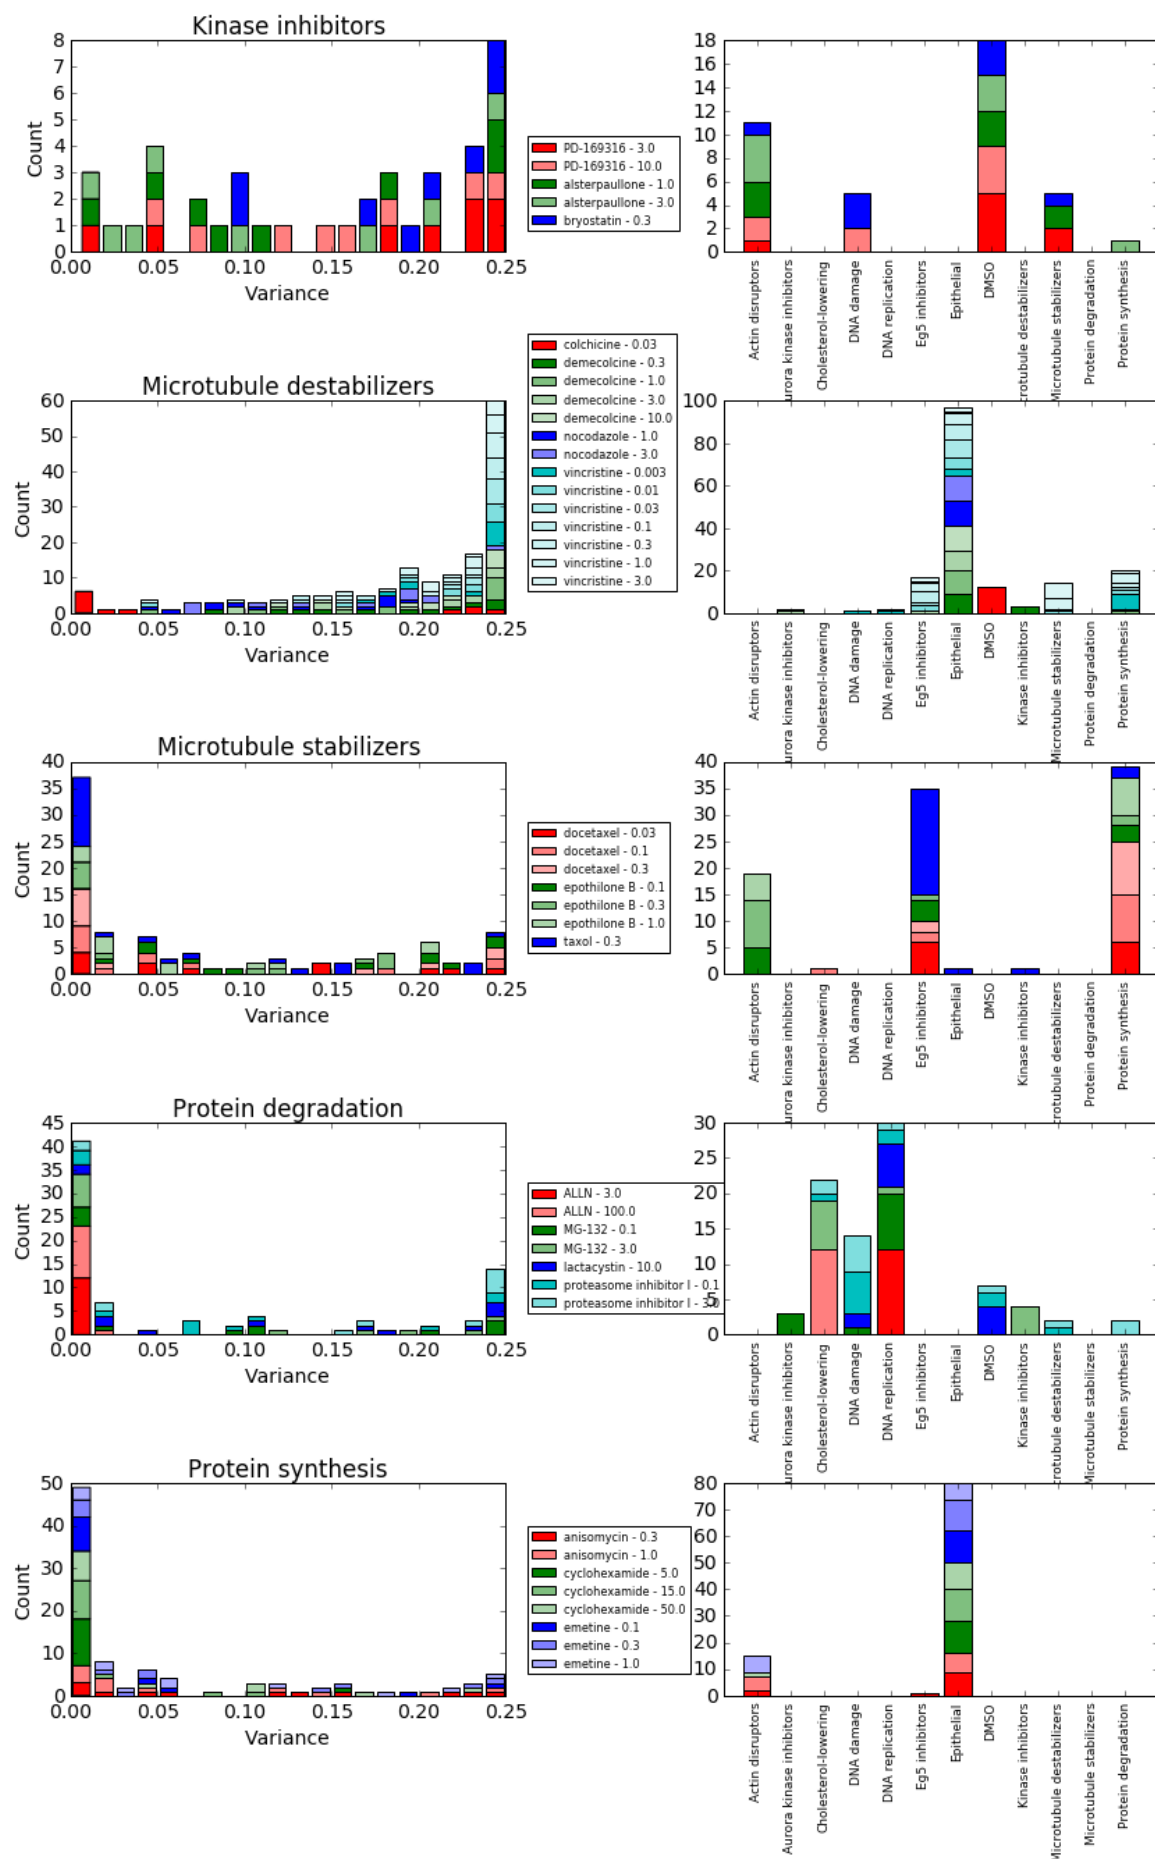 Kinase inhibitors
8
7
6
5
4
3
2
1
0
Count
0.00
0.05
0.10
0.15
0.20
0.25
Variance
PD-169316 - 3.0
PD-169316 - 10.0
alsterpaullone - 1.0
alsterpaullone - 3.0
bryostatin - 0.3
18
16
14
12
10
8
6
4
2
0
Actin disruptors
urora kinase inhibitors
Cholesterol-lowering
DNA damage
DNA replication
Eg5 inhibitors
Epithelial
DMSO
crotubule destabilizers
Microtubule stabilizers
Protein degradation
Protein synthesis
Microtubule destabilizers
60
50
40
30
20
10
0
Count
0.00
0.05
0.10
0.15
0.20
0.25
Variance
colchicine - 0.03
demecolcine - 0.3
demecolcine - 1.0
demecolcine - 3.0
demecolcine - 10.0
nocodazole - 1.0
nocodazole - 3.0
vincristine - 0.003
vincristine - 0.01
vincristine - 0.03
vincristine - 0.1
vincristine - 0.3
vincristine - 1.0
vincristine - 3.0
100
80
60
40
20
0
Actin disruptors
urora kinase inhibitors
Cholesterol-lowering
DNA damage
DNA replication
Eg5 inhibitors
Epithelial
DMSO
Kinase inhibitors
Microtubule stabilizers
Protein degradation
Protein synthesis
Microtubule stabilizers
40
35
30
25
20
15
10
5
0
Count
0.00
0.05
0.10
0.15
0.20
0.25
Variance
docetaxel - 0.03
docetaxel - 0.1
docetaxel - 0.3
epothilone B - 0.1
epothilone B - 0.3
epothilone B - 1.0
taxol - 0.3
40
35
30
25
20
15
10
5
0
Actin disruptors
urora kinase inhibitors
Cholesterol-lowering
DNA damage
DNA replication
Eg5 inhibitors
Epithelial
DMSO
Kinase inhibitors
crotubule destabilizers
Protein degradation
Protein synthesis
Protein degradation
45
40
35
30
25
20
15
10
5
0
Count
0.00
0.05
0.10
0.15
0.20
0.25
Variance
ALLN - 3.0
ALLN - 100.0
MG-132 - 0.1
MG-132 - 3.0
lactacystin - 10.0
proteasome inhibitor I - 0.1
proteasome inhibitor I - 3.0
30
25
20
15
10
5
0
Actin disruptors
urora kinase inhibitors
Cholesterol-lowering
DNA damage
DNA replication
Eg5 inhibitors
Epithelial
DMSO
Kinase inhibitors
crotubule destabilizers
Microtubule stabilizers
Protein synthesis
Protein synthesis
50
40
30
20
10
0
Count
0.00
0.05
0.10
0.15
0.20
0.25
Variance
anisomycin - 0.3
anisomycin - 1.0
cyclohexamide - 5.0
cyclohexamide - 15.0
cyclohexamide - 50.0
emetine - 0.1
emetine - 0.3
emetine - 1.0
80
70
60
50
40
30
20
10
0
Actin disruptors
Aurora kinase inhibitors
Cholesterol-lowering
DNA damage
DNA replication
Eg5 inhibitors
Epithelial
DMSO
Kinase inhibitors
Microtubule destabilizers
Microtubule stabilizers
Protein degradation